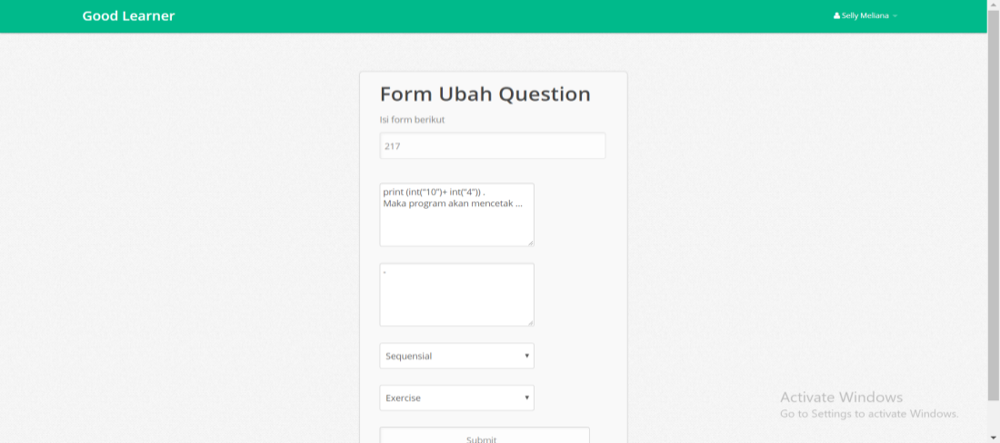 Good Learner
Selly Meliana
Form Ubah Question
Isi form berikut
217
print (int("10")+ int("4")) .
Maka program akan mencetak ...
-
Sequensial
Exercise
Submit
Activate Windows
Go to Settings to activate Windows.